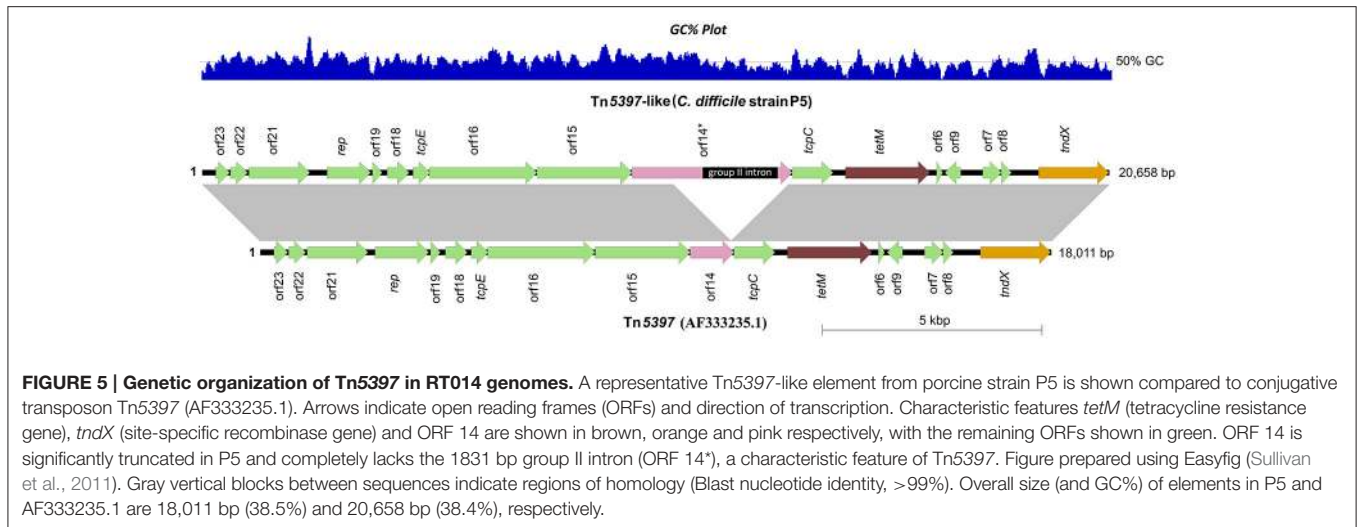 GC% Plot
50% GC
Tn5397-like (C. difficile strain P5)
orf23 orf22 orf21 rep orf19 orf18 tcpE orf16 orf15 orf14* tcpC tetM orf6 orf9 orf7 orf8 tndX
1 group II intron 20,658 bp
1 18,011 bp
orf23 orf22 orf21 rep orf19 orf18 tcpE orf16 orf15 orf14 tcpC tetM orf6 orf9 orf7 orf8 tndX
Tn5397 (AF333235.1)
5 kbp
FIGURE 5 | Genetic organization of Tn5397 in RT014 genomes. A representative Tn5397-like element from porcine strain P5 is shown compared to conjugative
transposon Tn5397 (AF333235.1). Arrows indicate open reading frames (ORFs) and direction of transcription. Characteristic features tetM (tetracycline resistance
gene), tndX (site-specific recombinase gene) and ORF 14 are shown in brown, orange and pink respectively, with the remaining ORFs shown in green. ORF 14 is
significantly truncated in P5 and completely lacks the 1831 bp group II intron (ORF 14*), a characteristic feature of Tn5397. Figure prepared using Easyfig (Sullivan
et al., 2011). Gray vertical blocks between sequences indicate regions of homology (Blast nucleotide identity, >99%). Overall size (and GC%) of elements in P5 and
AF333235.1 are 18,011 bp (38.5%) and 20,658 bp (38.4%), respectively.